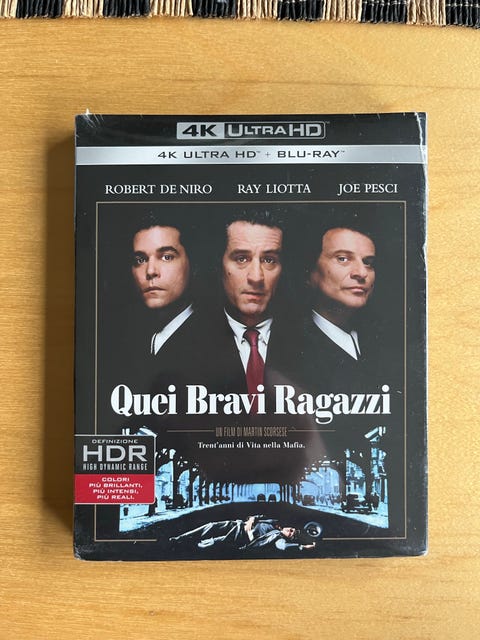 4K ULTRA HD
4K ULTRA HD™ + BLU-RAY™
ROBERT DE NIRO RAY LIOTTA JOE PESCI
Quei Bravi Ragazzi
UN FILM DI MARTIN SCORSESE
Trent'anni di Vita nella Mafia.
DEFINIZIONE
HDR
HIGH DYNAMIC RANGE
COLORI
PIÙ BRILLANTI,
PIÙ INTENSI,
PIÙ REALI.